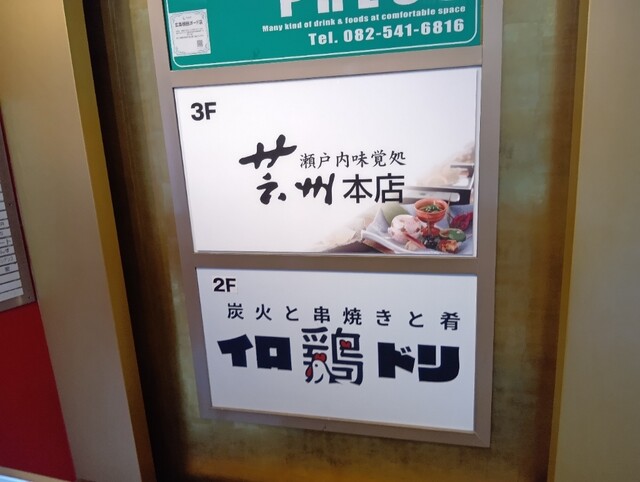 Many kind of drink & foods at comfortable space
Tel. 082-541-6816
3F
瀬戸内味覚処
芸州本店
2F
炭火と串焼きと肴
イロ鶏ドリ